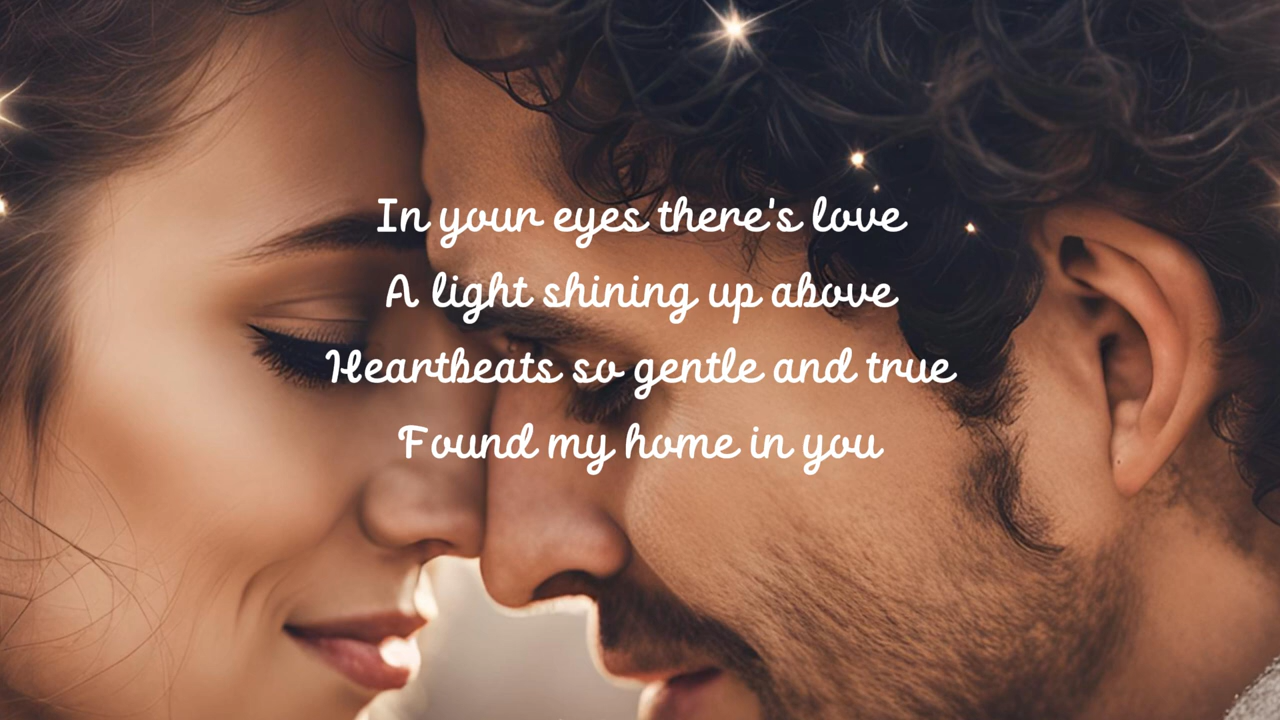 In your eyes there's love
A light shining up above
Heartbeats so gentle and true
Found my home in you